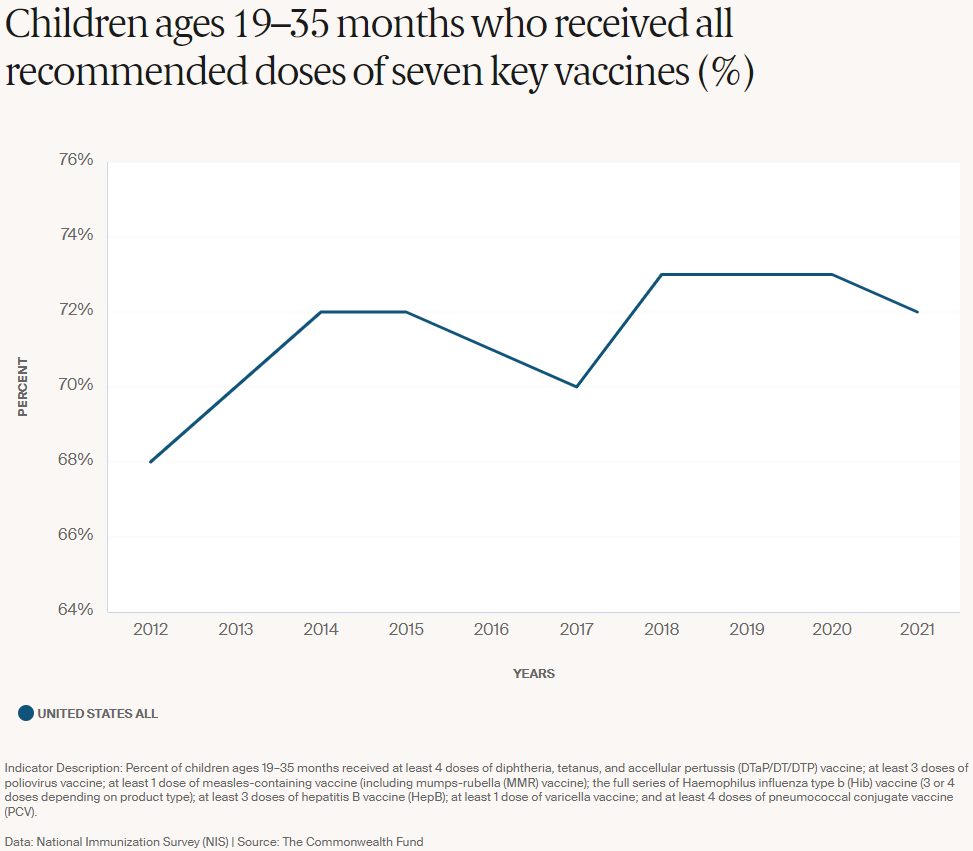 Children ages 19–35 months who received all
recommended doses of seven key vaccines (%)
76%
74%
72%
70%
68%
66%
64%
PERCENT
2012 2013 2014 2015 2016 2017 2018 2019 2020 2021
YEARS
UNITED STATES ALL
Indicator Description: Percent of children ages 19–35 months received at least 4 doses of diphtheria, tetanus, and accellular pertussis (DTaP/DT/DTP) vaccine; at least 3 doses of
poliovirus vaccine; at least 1 dose of measles-containing vaccine (including mumps-rubella (MMR) vaccine); the full series of Haemophilus influenza type b (Hib) vaccine (3 or 4
doses depending on product type); at least 3 doses of hepatitis B vaccine (HepB); at least 1 dose of varicella vaccine; and at least 4 doses of pneumococcal conjugate vaccine
(PCV).
Data: National Immunization Survey (NIS) | Source: The Commonwealth Fund